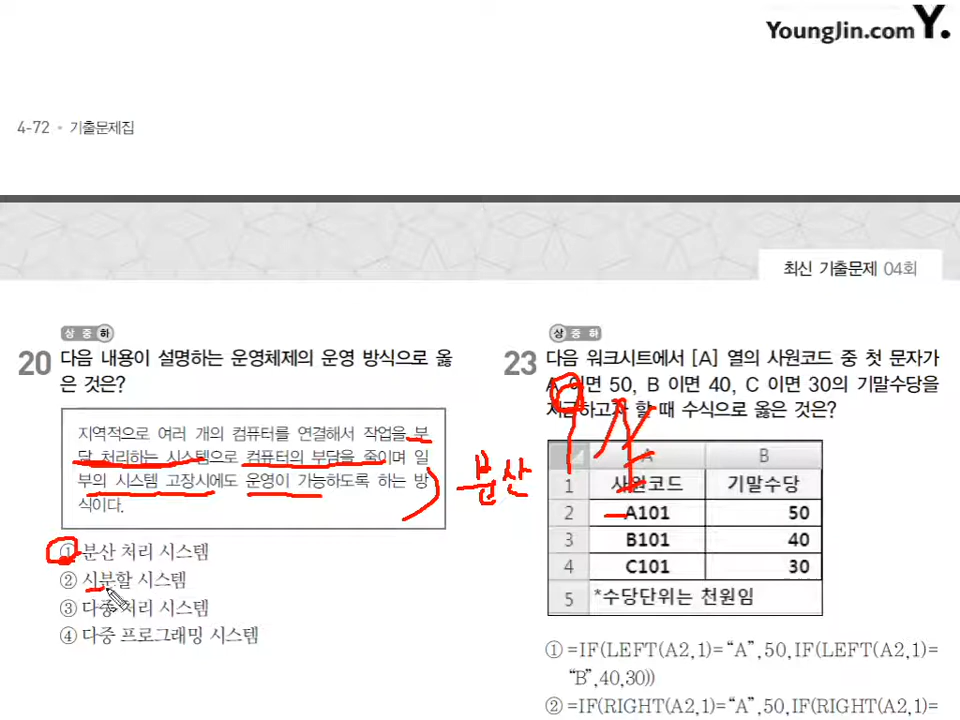 YoungJin.com Y.
4-72 • 기출문제집
최신 기출문제 04회
상 중 하
20 다음 내용이 설명하는 운영체제의 운영 방식으로 옳
은 것은?
지역적으로 여러 개의 컴퓨터를 연결해서 작업을 부
담 처리하는 시스템으로 컴퓨터의 부담을 줄이며 일
부의 시스템 고장시에도 운영이 가능하도록 하는 방
식이다.
분산
① 분산 처리 시스템
② 시분할 시스템
③ 다중 처리 시스템
④ 다중 프로그래밍 시스템
상 중 하
23 다음 워크시트에서 [A] 열의 사원코드 중 첫 문자가
A 이면 50, B 이면 40, C 이면 30의 기말수당을
지급하고자 할 때 수식으로 옳은 것은?
A B
1 사원코드 기말수당
2 A101 50
3 B101 40
4 C101 30
5 *수당단위는 천원임
① =IF(LEFT(A2,1)=“A”,50,IF(LEFT(A2,1)=
“B”,40,30))
② =IF(RIGHT(A2,1)=“A”,50,IF(RIGHT(A2,1)=